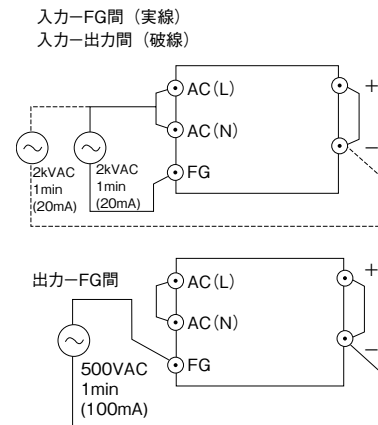 入力ーFG間（実線）
入力ー出力間（破線）
AC(L)
+
AC(N)
−
2kVAC
1min
(20mA)
2kVAC
1min
(20mA)
FG
出力ーFG間
AC(L)
+
AC(N)
−
FG
500VAC
1min
(100mA)